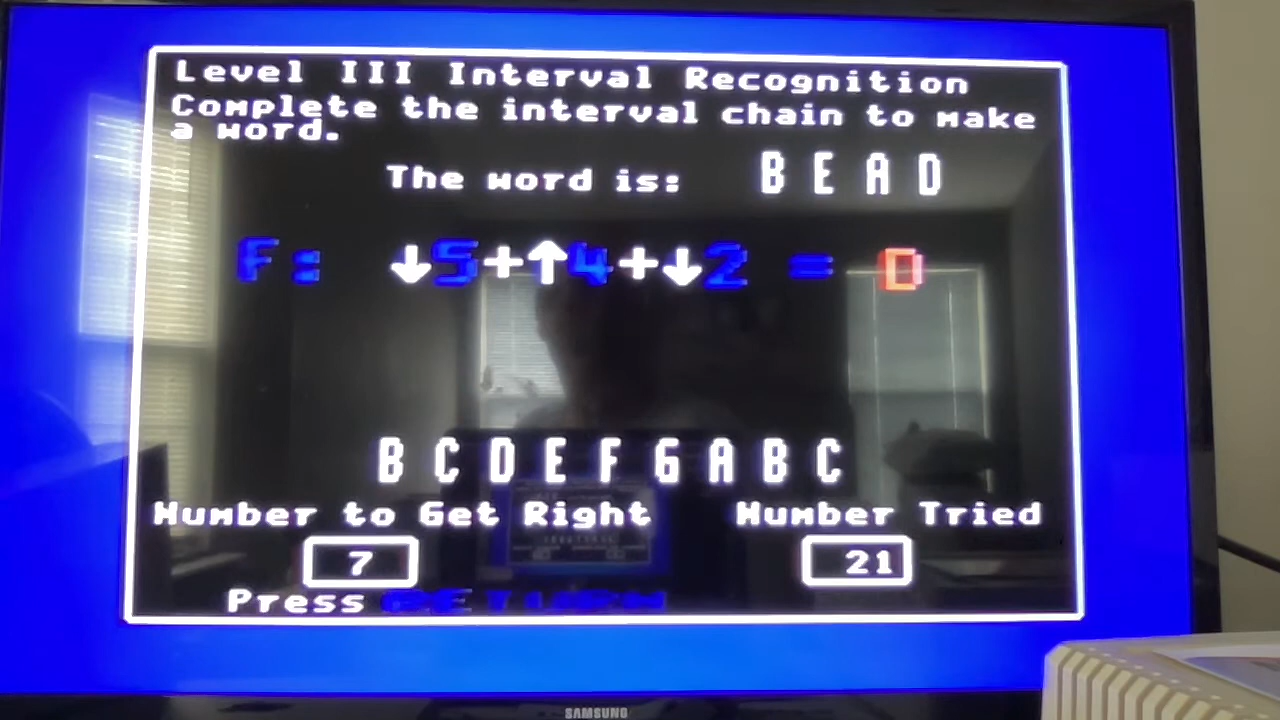 Level III Interval Recognition
Complete the interval chain to make
a word.
The word is: B E A D
F: ↓5+↑4+↓2 = D
B C D E F G A B C
Number to Get Right Number Tried
7 21
Press
SAMSUNG